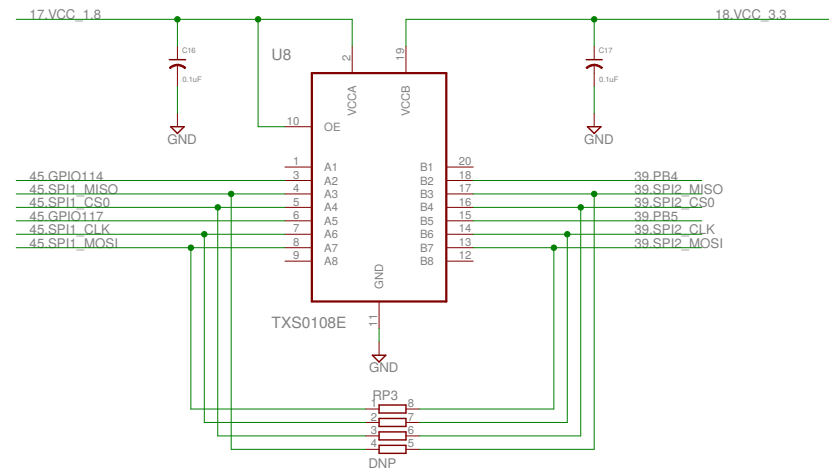 17.VCC_1.8
18.VCC_3.3
C16
0.1uF
GND
U8
2
19
VCCA
VCCB
C17
0.1uF
GND
10
OE
1
A1
B1
20
45.GPIO114
3
A2
B2
18
39.PB4
45.SPI1_MISO
4
A3
B3
17
39.SPI2_MISO
45.SPI1_CS0
5
A4
B4
16
39.SPI2_CS0
45.GPIO117
6
A5
B5
15
39.PB5
45.SPI1_CLK
7
A6
B6
14
39.SPI2_CLK
45.SPI1_MOSI
8
A7
B7
13
39.SPI2_MOSI
9
A8
B8
12
GND
TXS0108E
11
GND
RP3
1
8
2
7
3
6
4
5
DNP